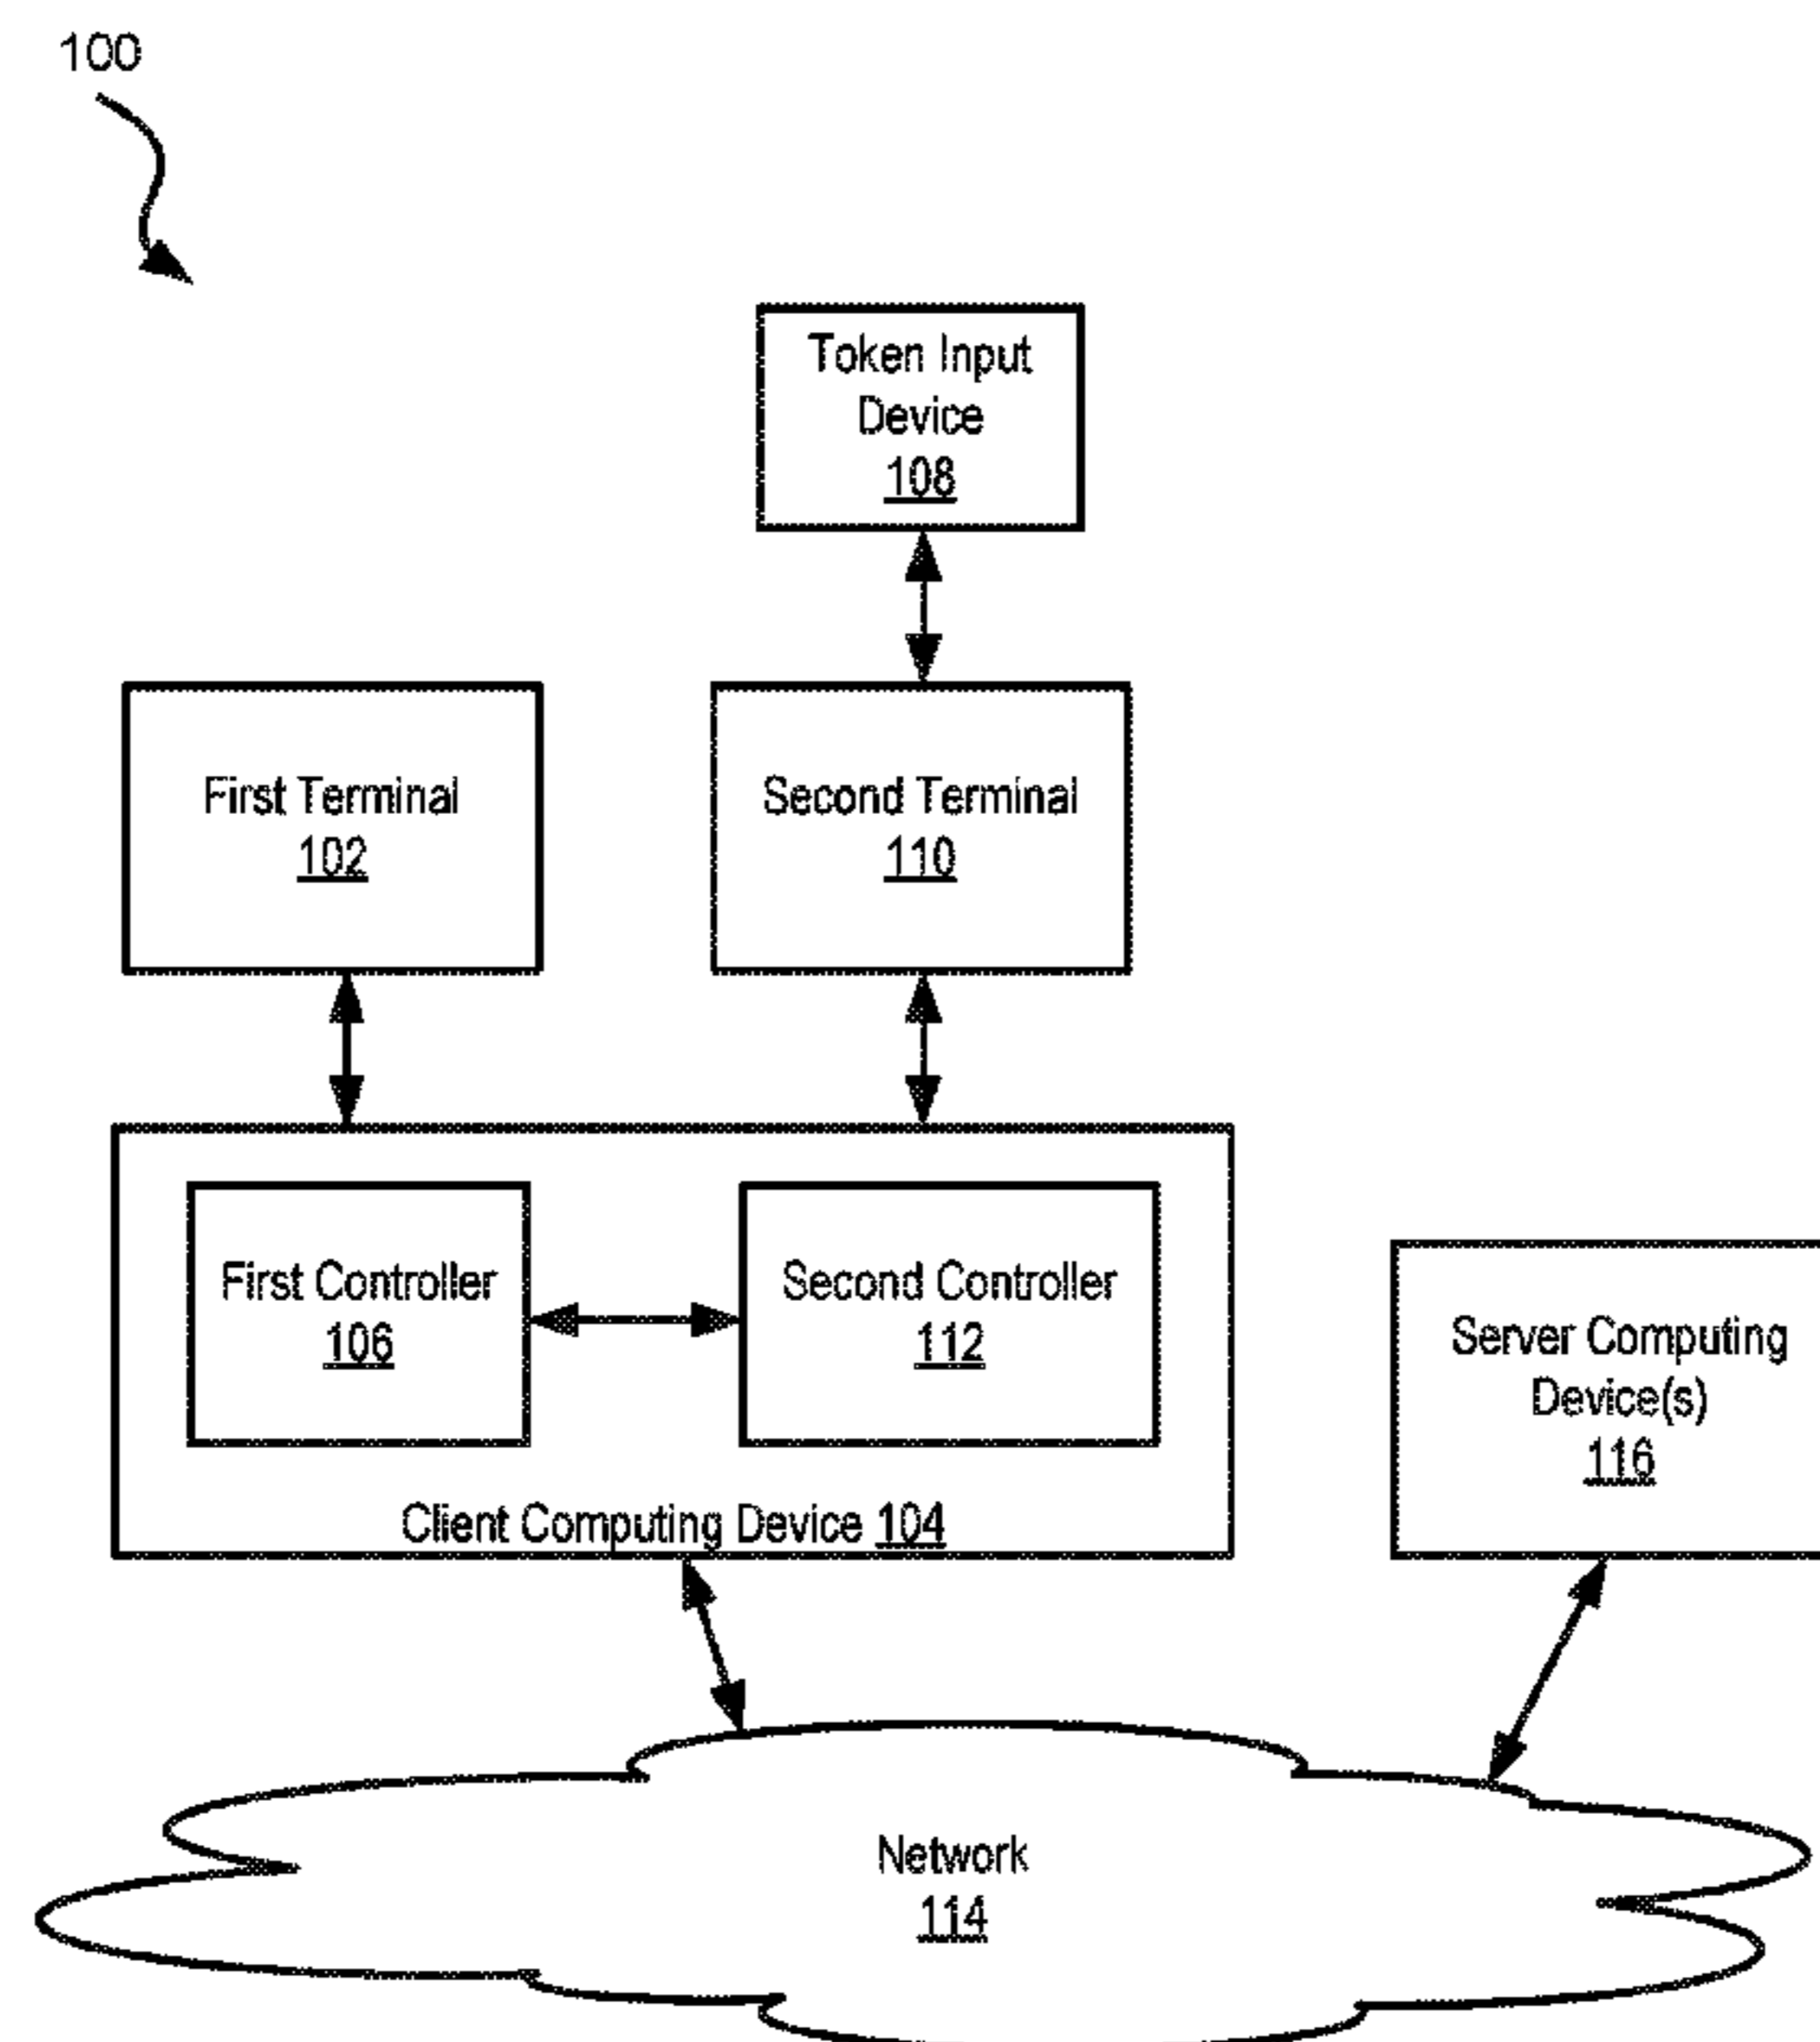 100
Token Input
Device
108
First Terminal
102
Second Terminal
110
First Controller
106
Second Controller
112
Client Computing Device 104
Server Computing
Device(s)
116
Network
114